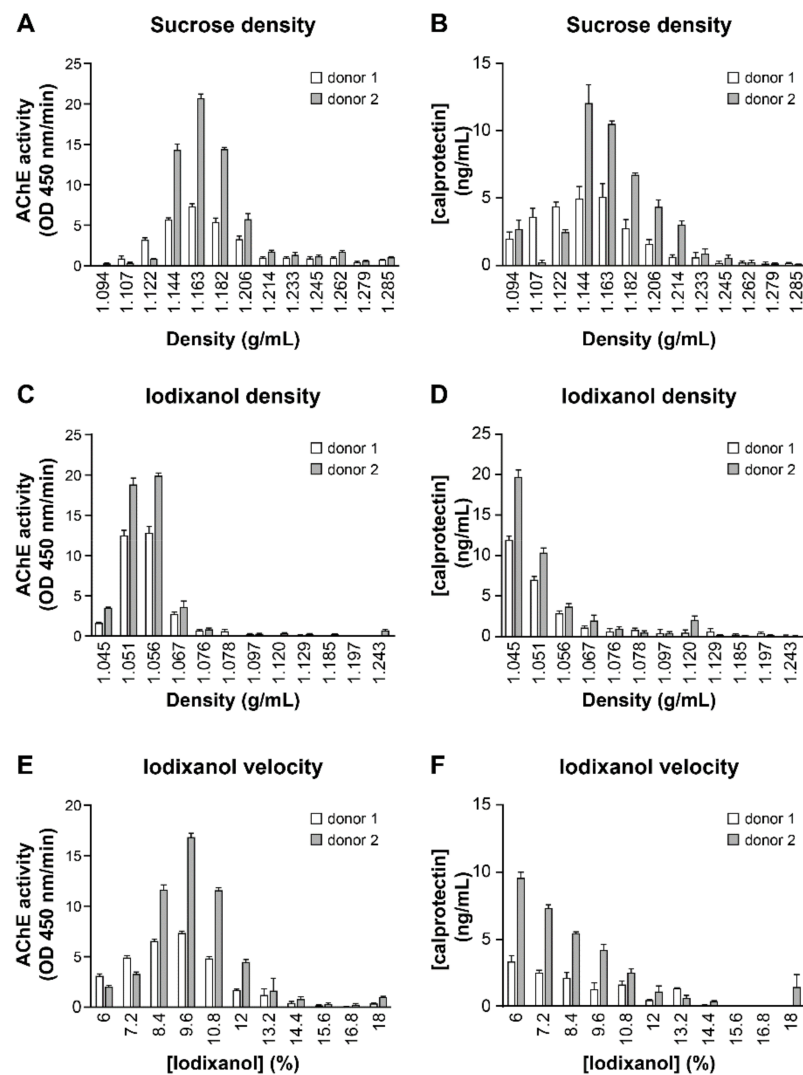 A
Sucrose density
AChE activity
(OD 450 nm/min)
25
20
15
10
5
0
donor 1
donor 2
1.094
1.107
1.122
1.144
1.163
1.182
1.206
1.214
1.233
1.245
1.262
1.279
1.285
Density (g/mL)
B
Sucrose density
[calprotectin]
(ng/mL)
15
10
5
0
donor 1
donor 2
1.094
1.107
1.122
1.144
1.163
1.182
1.206
1.214
1.233
1.245
1.262
1.279
1.285
Density (g/mL)
C
Iodixanol density
AChE activity
(OD 450 nm/min)
25
20
15
10
5
0
donor 1
donor 2
1.045
1.051
1.056
1.067
1.076
1.078
1.097
1.120
1.129
1.185
1.197
1.243
Density (g/mL)
D
Iodixanol density
[calprotectin]
(ng/mL)
25
20
15
10
5
0
donor 1
donor 2
1.045
1.051
1.056
1.067
1.076
1.078
1.097
1.120
1.129
1.185
1.197
1.243
Density (g/mL)
E
Iodixanol velocity
AChE activity
(OD 450 nm/min)
20
15
10
5
0
donor 1
donor 2
6
7.2
8.4
9.6
10.8
12
13.2
14.4
15.6
16.8
18
[Iodixanol] (%)
F
Iodixanol velocity
[calprotectin]
(ng/mL)
15
10
5
0
donor 1
donor 2
6
7.2
8.4
9.6
10.8
12
13.2
14.4
15.6
16.8
18
[Iodixanol] (%)